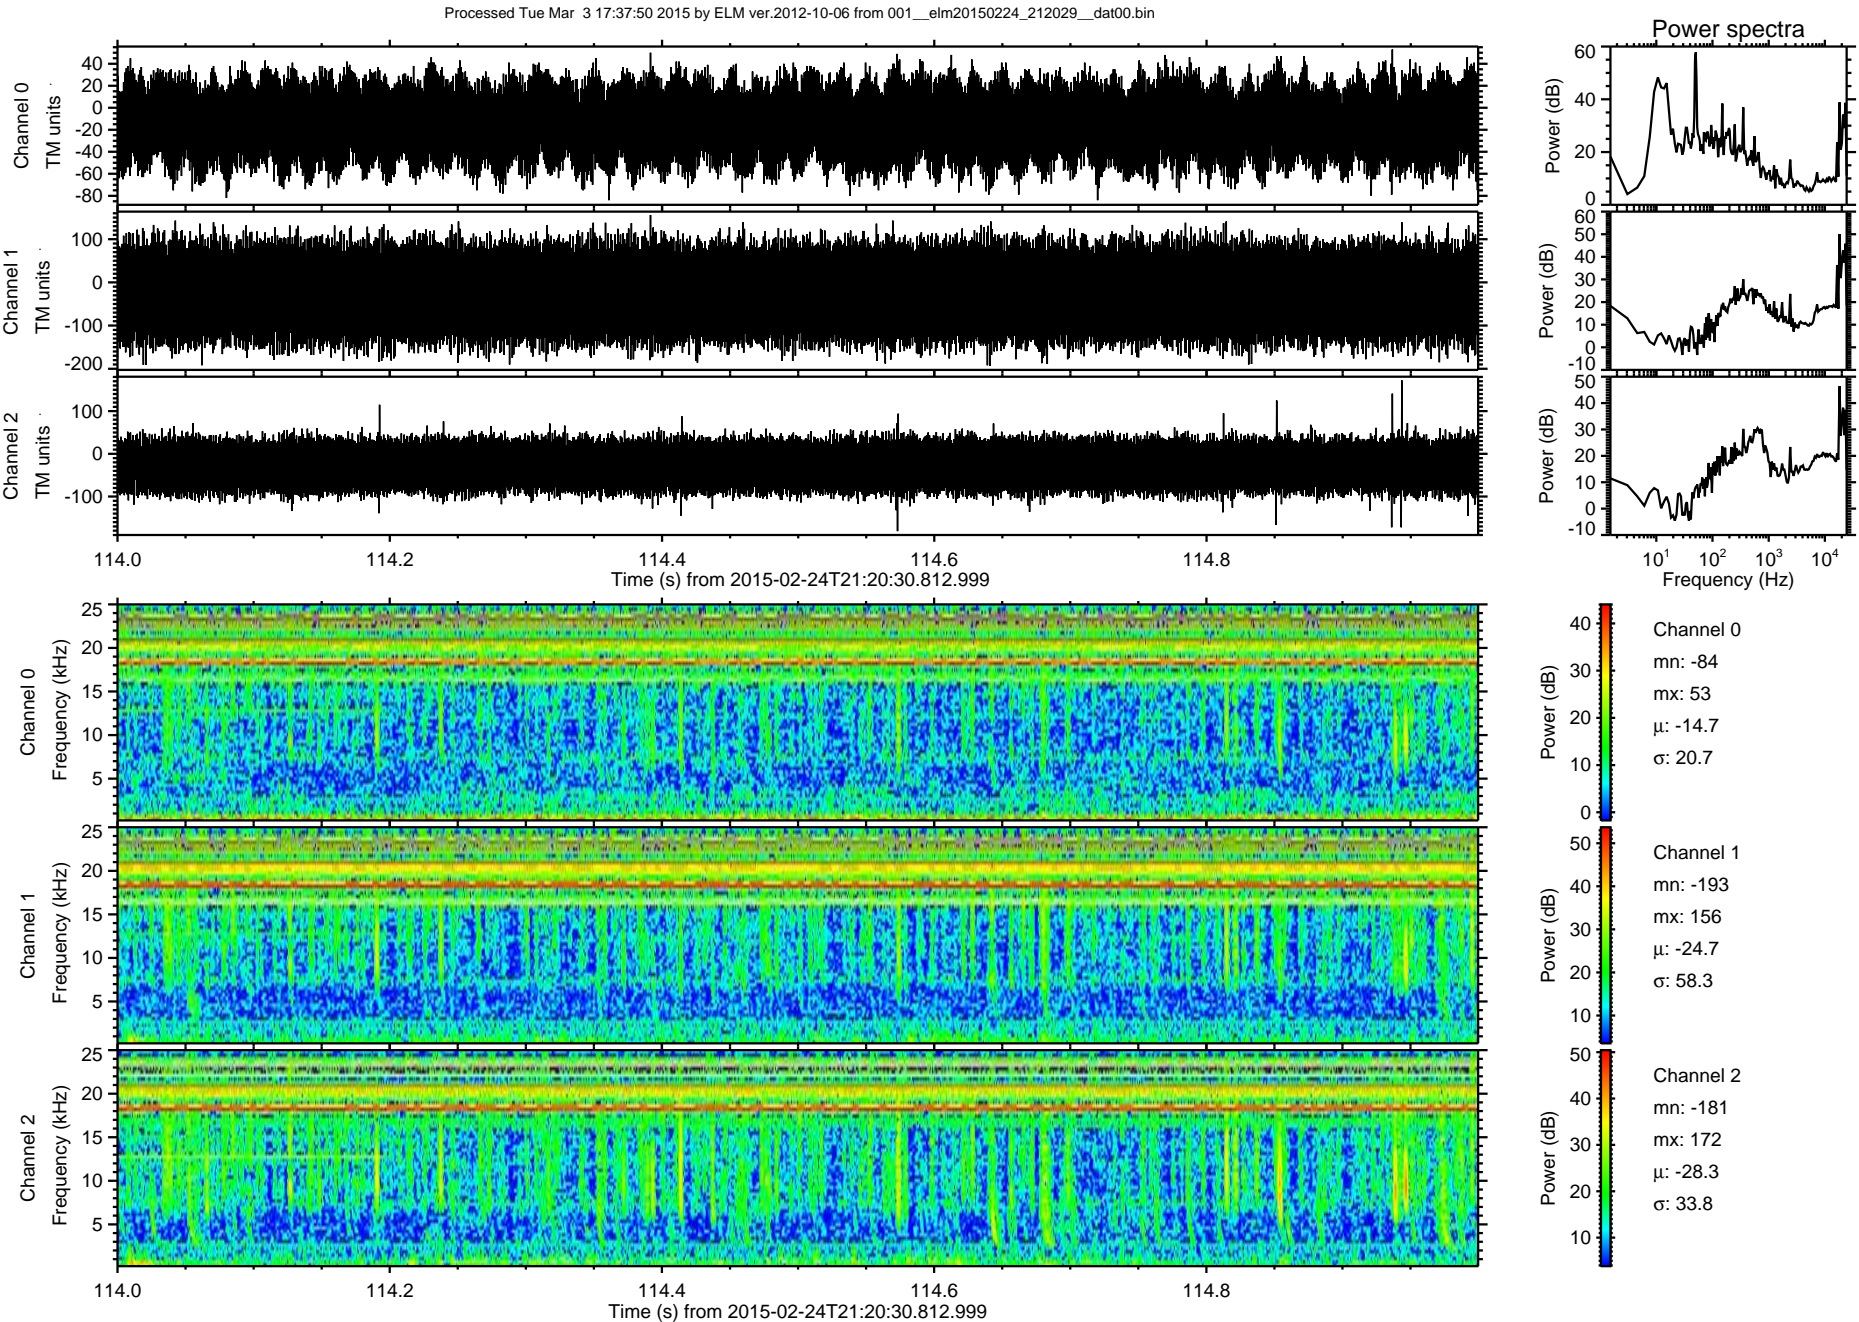 Processed Tue Mar  3 17:37:50 2015 by ELM ver.2012-10-06 from 001__elm20150224_212029__dat00.bin
Power spectra
Channel 0
TM units
40
20
0
-20
-40
-60
-80
Power (dB)
60
40
20
0
Channel 1
TM units
100
0
-100
-200
Power (dB)
60
50
40
30
20
10
0
-10
Channel 2
TM units
100
0
-100
Power (dB)
50
40
30
20
10
0
-10
114.0 114.2 114.4 114.6 114.8
Time (s) from 2015-02-24T21:20:30.812.999
10¹ 10² 10³ 10⁴
Frequency (Hz)
Channel 0
Frequency (kHz)
25
20
15
10
5
Power (dB)
40
30
20
10
0
Channel 0
mn: -84
mx: 53
μ: -14.7
σ: 20.7
Channel 1
Frequency (kHz)
25
20
15
10
5
Power (dB)
50
40
30
20
10
Channel 1
mn: -193
mx: 156
μ: -24.7
σ: 58.3
Channel 2
Frequency (kHz)
25
20
15
10
5
Power (dB)
50
40
30
20
10
Channel 2
mn: -181
mx: 172
μ: -28.3
σ: 33.8
114.0 114.2 114.4 114.6 114.8
Time (s) from 2015-02-24T21:20:30.812.999